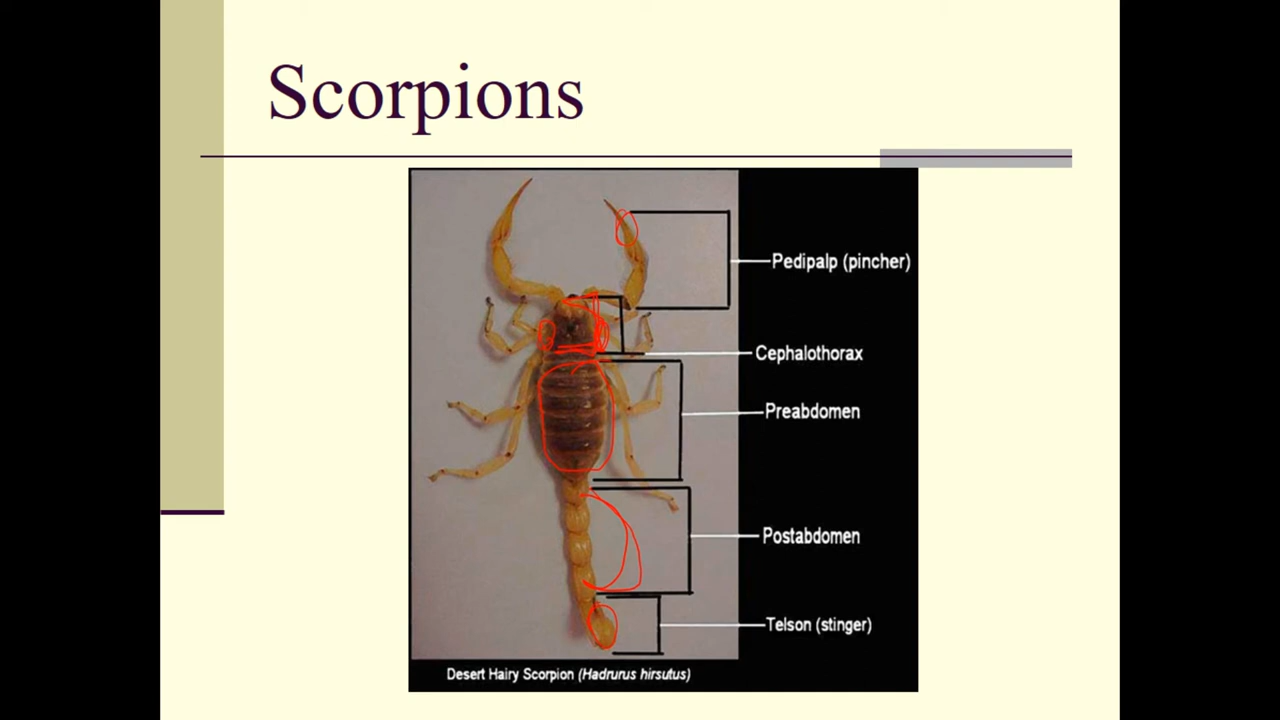 Scorpions
Pedipalp (pincher)
Cephalothorax
Preabdomen
Postabdomen
Telson (stinger)
Desert Hairy Scorpion (Hadrurus hirsutus)